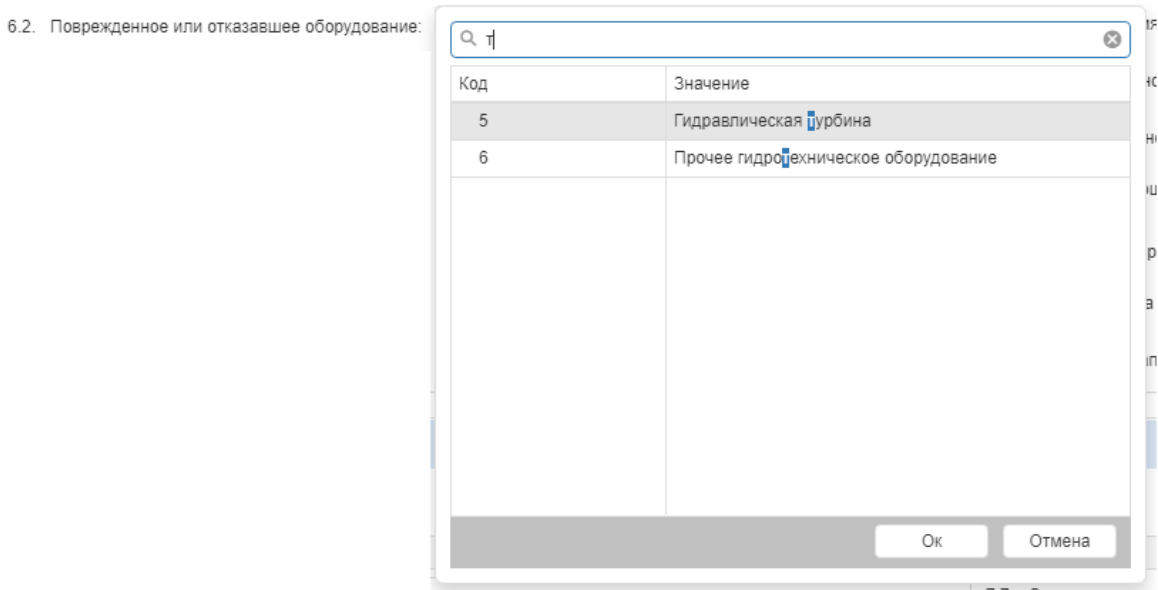 6.2. Поврежденное или отказавшее оборудование:
т
Код Значение
5 Гидравлическая турбина
6 Прочее гидротехническое оборудование
Ок Отмена